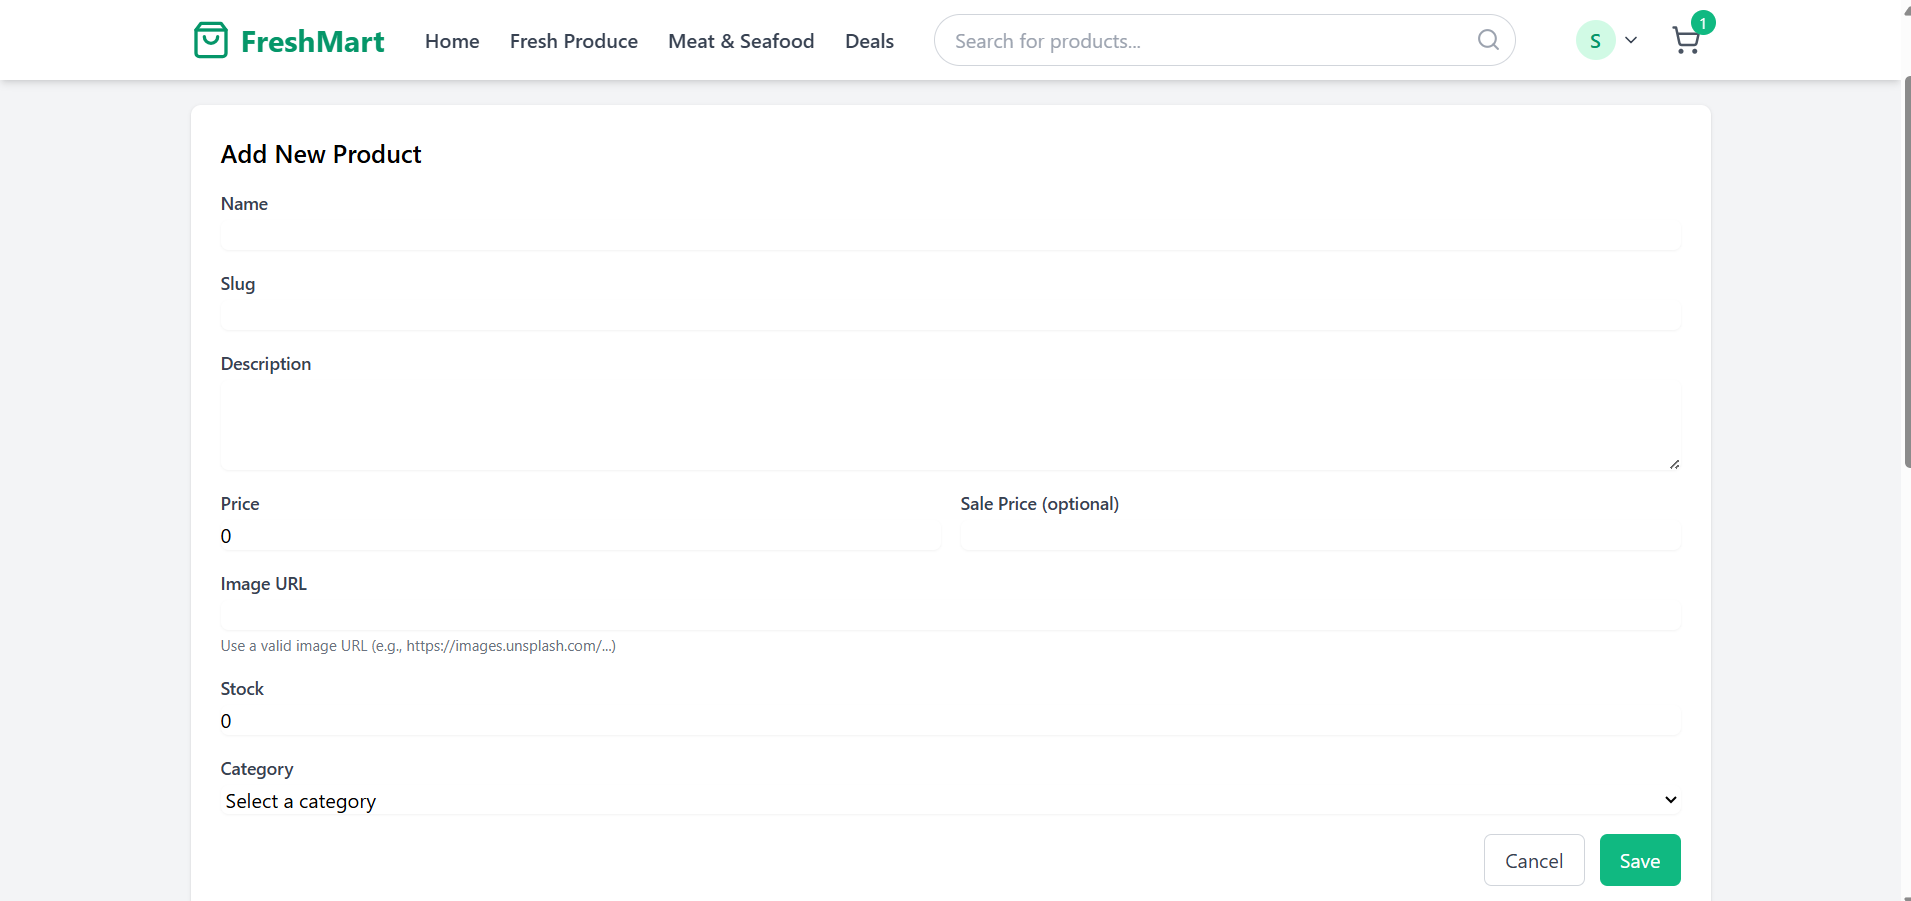 FreshMart Home Fresh Produce Meat & Seafood Deals Search for products... S 1
Add New Product
Name
Slug
Description
Price Sale Price (optional)
0
Image URL
Use a valid image URL (e.g., https://images.unsplash.com/...)
Stock
0
Category
Select a category
Cancel Save